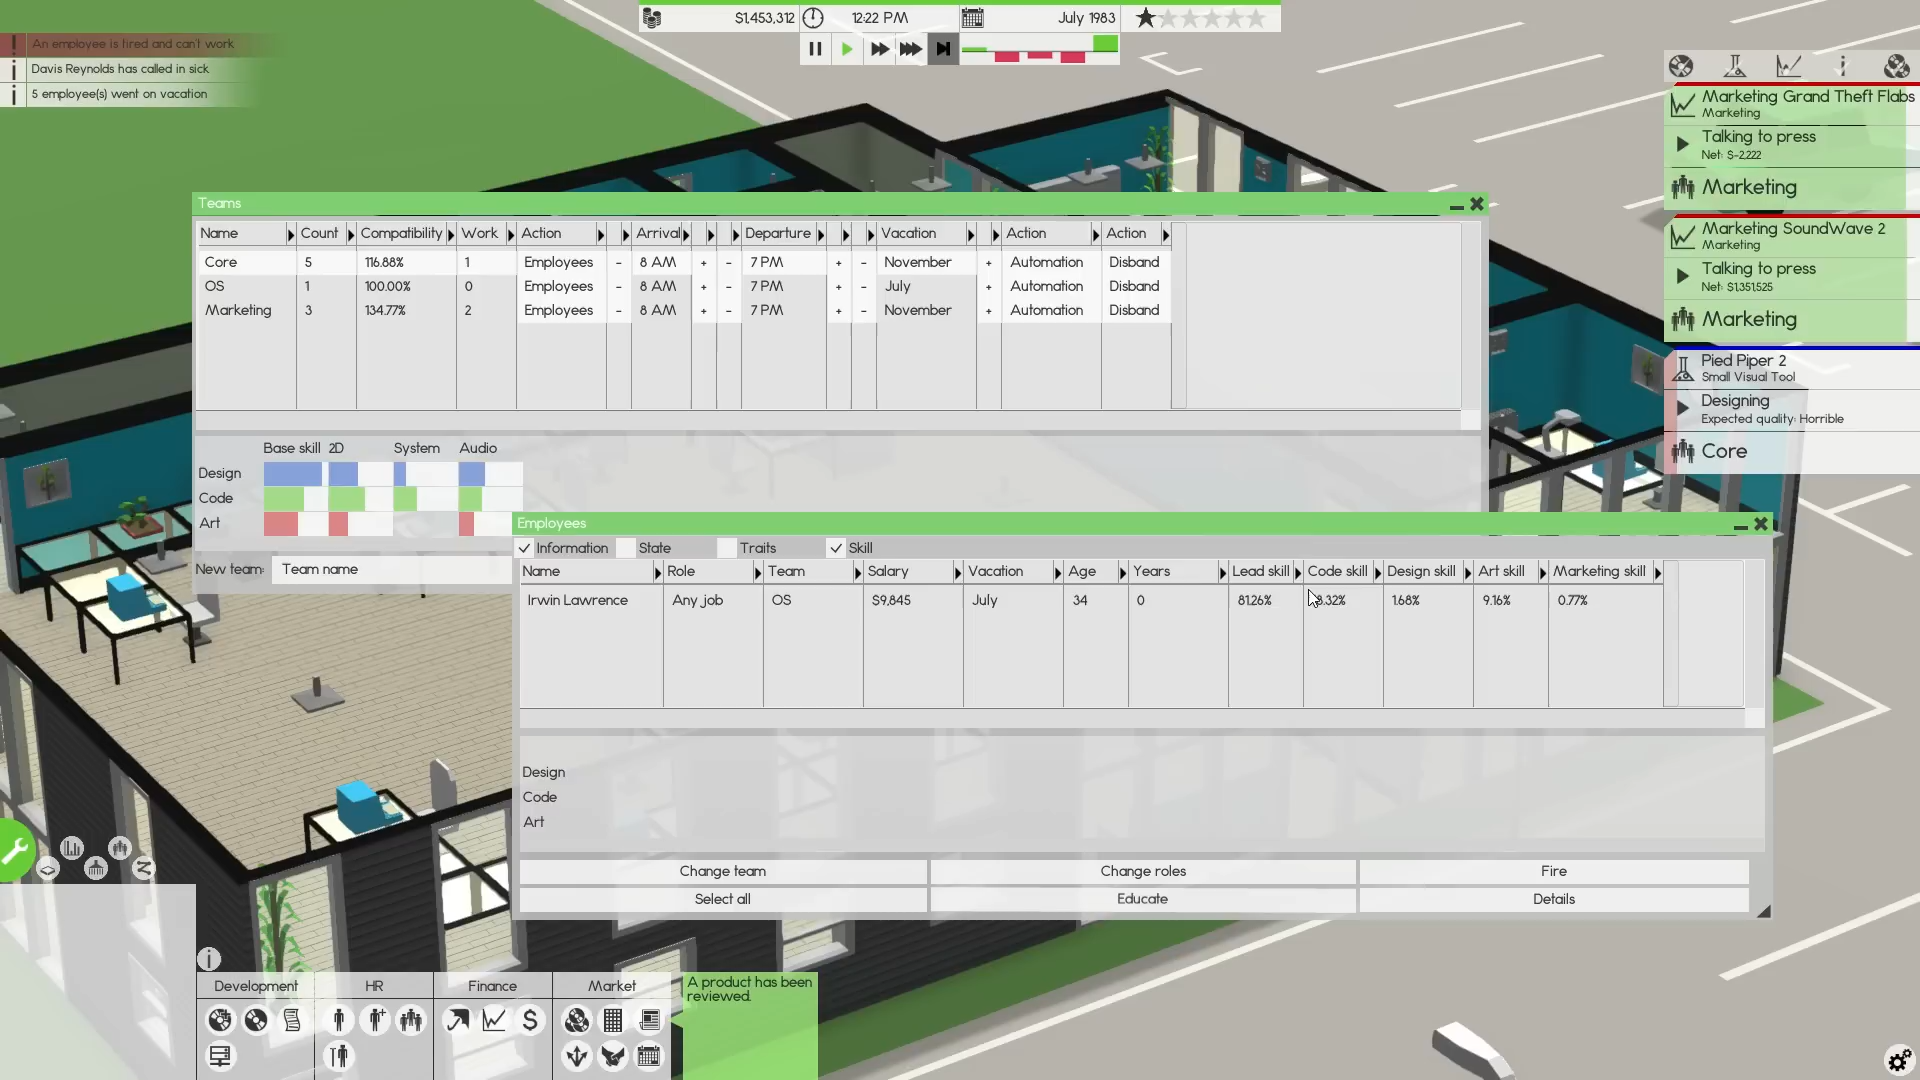 $1,453,312
12:22 PM
July 1983
An employee is tired and can't work
Davis Reynolds has called in sick
5 employee(s) went on vacation
Marketing Grand Theft Flabs
Marketing
Talking to press
Net: $-2,222
Marketing
Marketing SoundWave 2
Marketing
Talking to press
Net: $1,351,525
Marketing
Pied Piper 2
Small Visual Tool
Designing
Expected quality: Horrible
Core
Teams
Name Count Compatibility Work Action Arrival Departure Vacation Action Action
Core 5 116.88% 1 Employees - 8 AM + - 7 PM + - November + Automation Disband
OS 1 100.00% 0 Employees - 8 AM + - 7 PM + - July + Automation Disband
Marketing 3 134.77% 2 Employees - 8 AM + - 7 PM + - November + Automation Disband
Base skill 2D System Audio
Design
Code
Art
New team: Team name
Employees
Information State Traits Skill
Name Role Team Salary Vacation Age Years Lead skill Code skill Design skill Art skill Marketing skill
Irwin Lawrence Any job OS $9,845 July 34 0 81.26% 1.68% 9.16% 0.77%
Design
Code
Art
Change team Change roles Fire
Select all Educate Details
Development HR Finance Market
A product has been
reviewed.